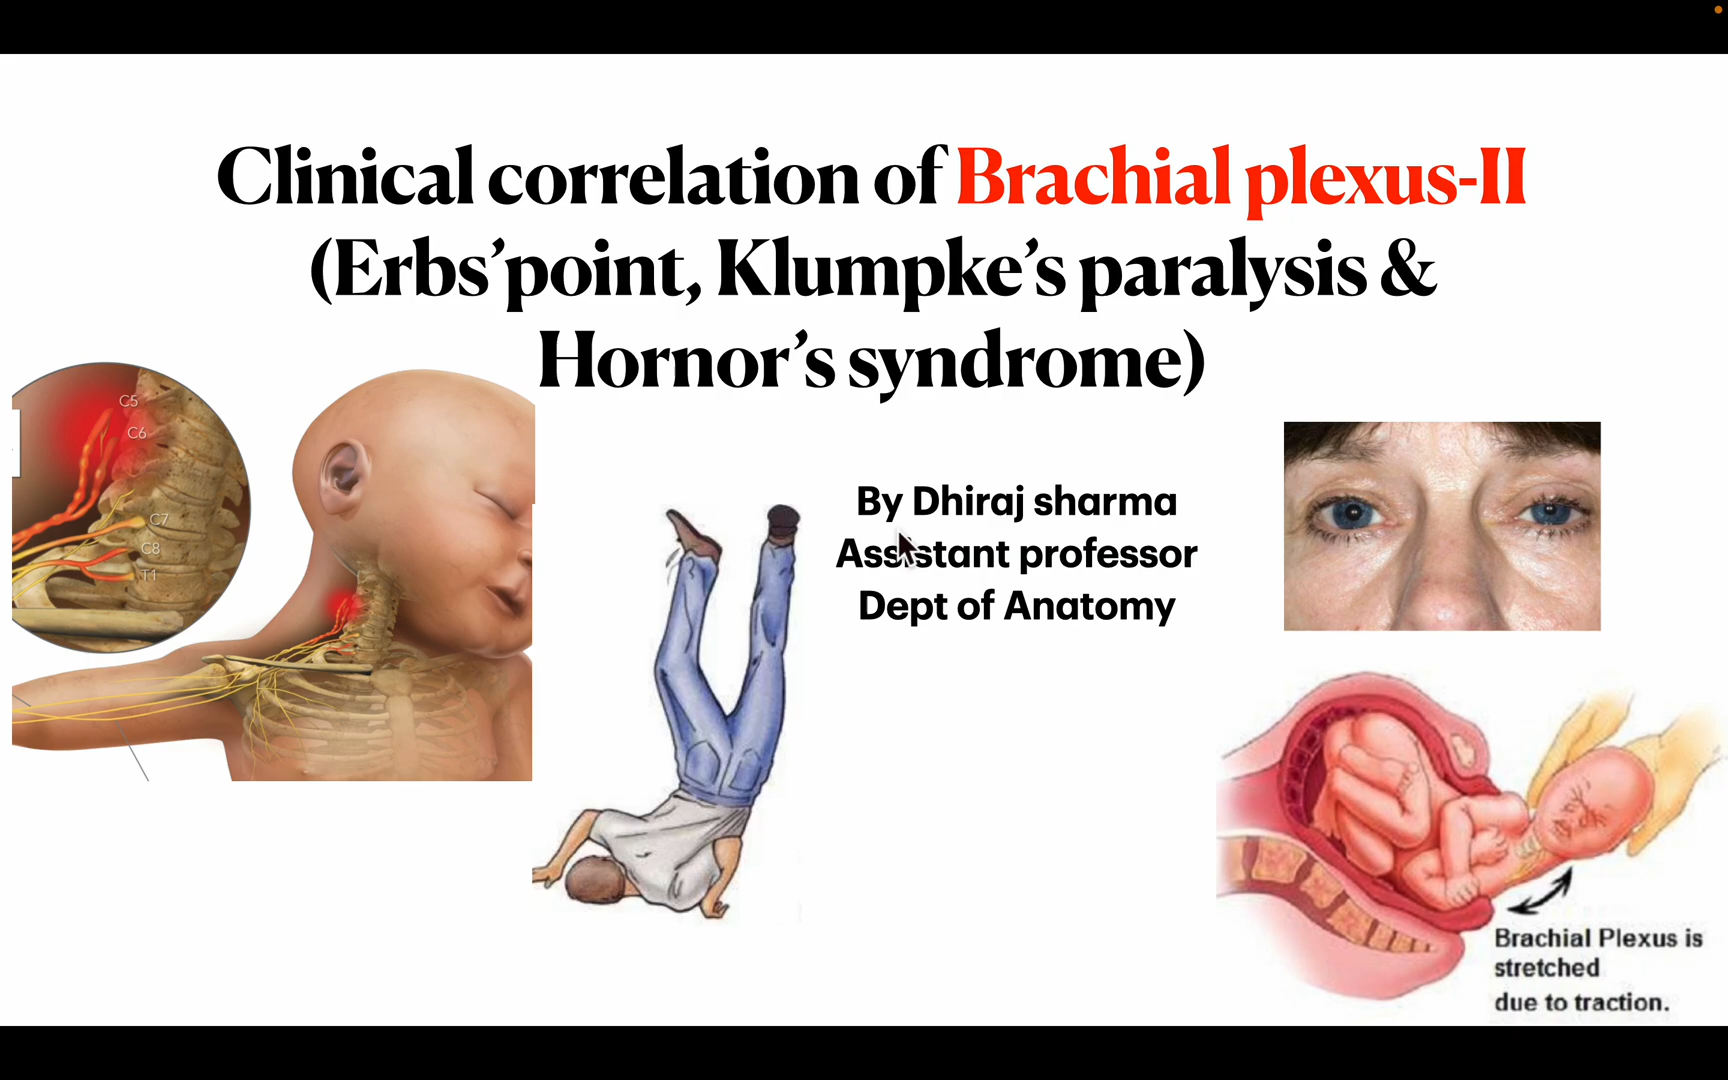 Clinical correlation of Brachial plexus-II
(Erbs’point, Klumpke’s paralysis &
Hornor’s syndrome)
C5
C6
C7
C8
T1
By Dhiraj sharma
Assistant professor
Dept of Anatomy
Brachial Plexus is
stretched
due to traction.